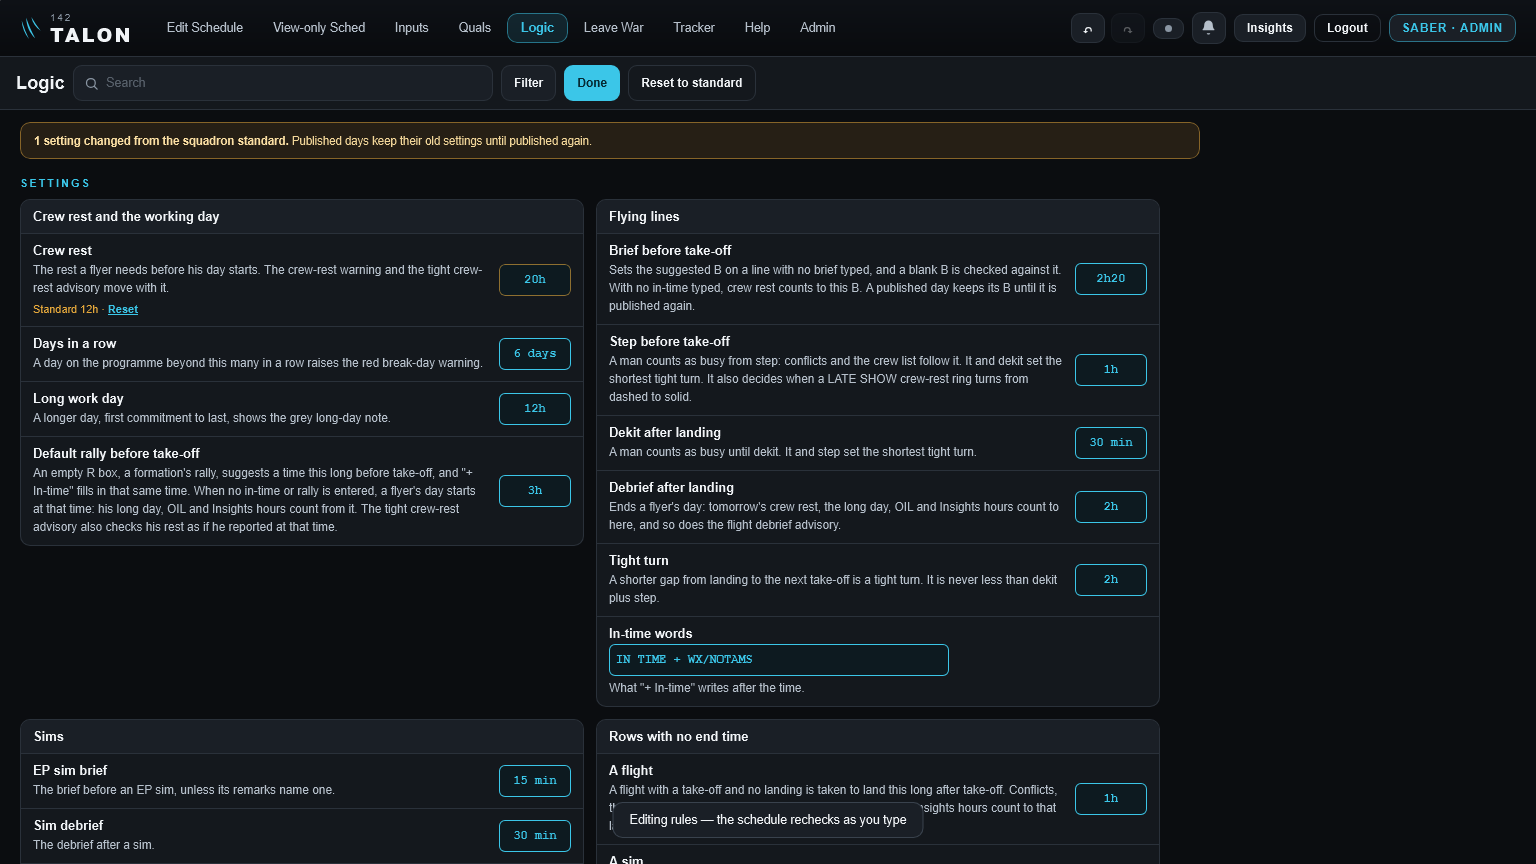 142
TALON
Edit Schedule
View-only Sched
Inputs
Quals
Logic
Leave War
Tracker
Help
Admin
Insights
Logout
SABER · ADMIN
Logic
Search
Filter
Done
Reset to standard
1 setting changed from the squadron standard. Published days keep their old settings until published again.
SETTINGS
Crew rest and the working day
Crew rest
The rest a flyer needs before his day starts. The crew-rest warning and the tight crew-
rest advisory move with it.
Standard 12h · Reset
20h
Days in a row
A day on the programme beyond this many in a row raises the red break-day warning.
6 days
Long work day
A longer day, first commitment to last, shows the grey long-day note.
12h
Default rally before take-off
An empty R box, a formation's rally, suggests a time this long before take-off, and "+
In-time" fills in that same time. When no in-time or rally is entered, a flyer's day starts
at that time: his long day, OIL and Insights hours count from it. The tight crew-rest
advisory also checks his rest as if he reported at that time.
3h
Flying lines
Brief before take-off
Sets the suggested B on a line with no brief typed, and a blank B is checked against it.
With no in-time typed, crew rest counts to this B. A published day keeps its B until it is
published again.
2h20
Step before take-off
A man counts as busy from step: conflicts and the crew list follow it. It and dekit set the
shortest tight turn. It also decides when a LATE SHOW crew-rest ring turns from
dashed to solid.
1h
Dekit after landing
A man counts as busy until dekit. It and step set the shortest tight turn.
30 min
Debrief after landing
Ends a flyer's day: tomorrow's crew rest, the long day, OIL and Insights hours count to
here, and so does the flight debrief advisory.
2h
Tight turn
A shorter gap from landing to the next take-off is a tight turn. It is never less than dekit
plus step.
2h
In-time words
IN TIME + WX/NOTAMS
What "+ In-time" writes after the time.
Sims
EP sim brief
The brief before an EP sim, unless its remarks name one.
15 min
Sim debrief
The debrief after a sim.
30 min
Rows with no end time
A flight
A flight with a take-off and no landing is taken to land this long after take-off. Conflicts,
sights hours count to that
1h
Editing rules — the schedule rechecks as you type
A sim